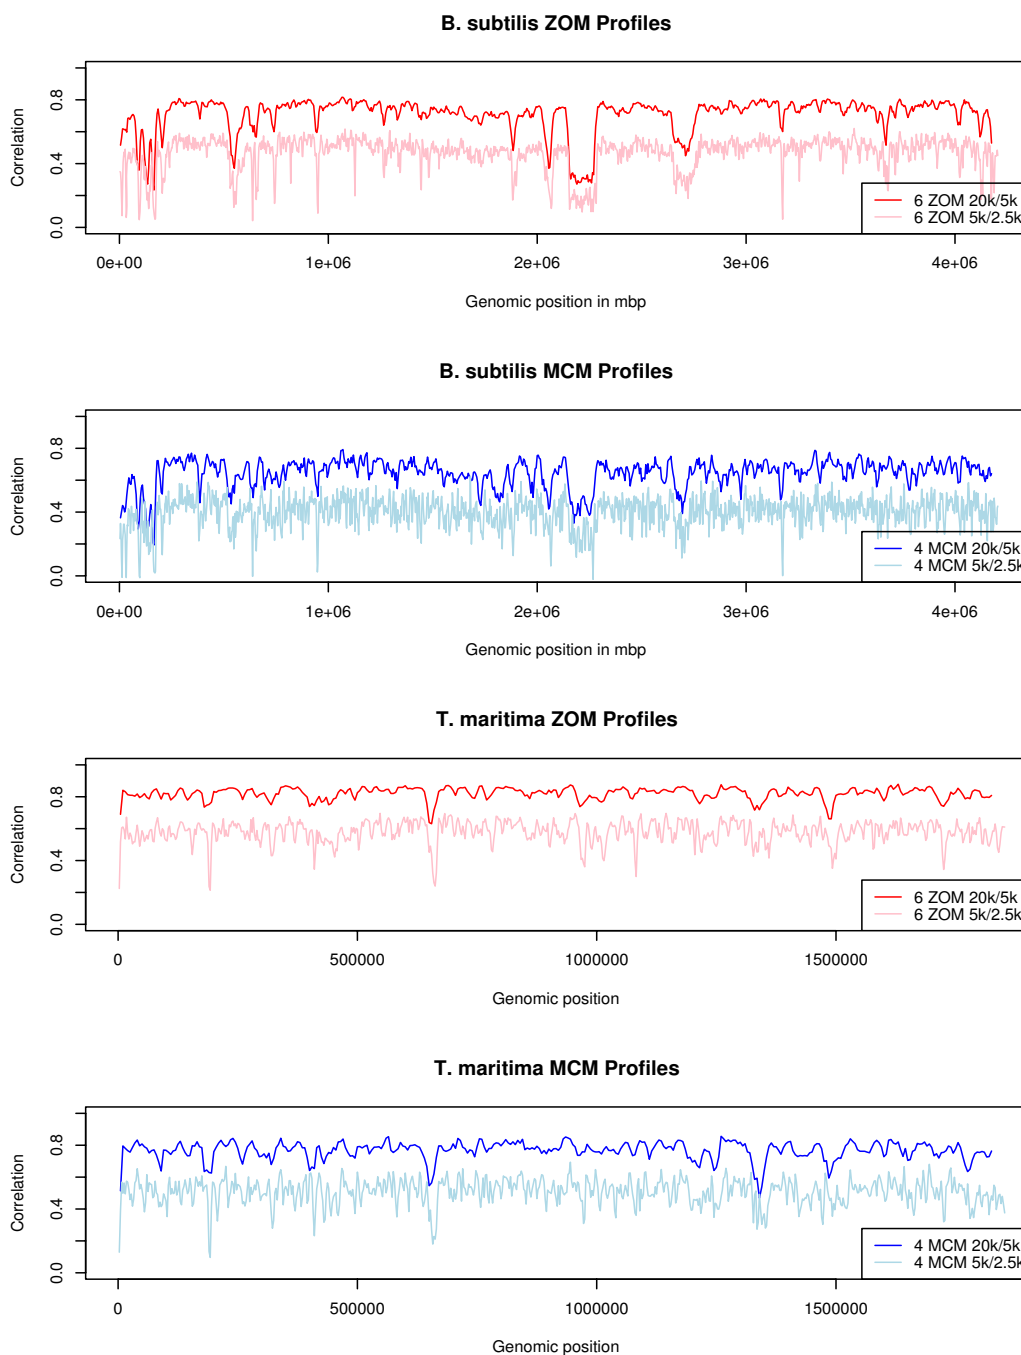 B. subtilis ZOM Profiles
Correlation
0.0 0.4 0.8
6 ZOM 20k/5k
6 ZOM 5k/2.5k
0e+00 1e+06 2e+06 3e+06 4e+06
Genomic position in mbp
B. subtilis MCM Profiles
Correlation
0.0 0.4 0.8
4 MCM 20k/5k
4 MCM 5k/2.5k
0e+00 1e+06 2e+06 3e+06 4e+06
Genomic position in mbp
T. maritima ZOM Profiles
Correlation
0.0 0.4 0.8
6 ZOM 20k/5k
6 ZOM 5k/2.5k
0 500000 1000000 1500000
Genomic position
T. maritima MCM Profiles
Correlation
0.0 0.4 0.8
4 MCM 20k/5k
4 MCM 5k/2.5k
0 500000 1000000 1500000
Genomic position